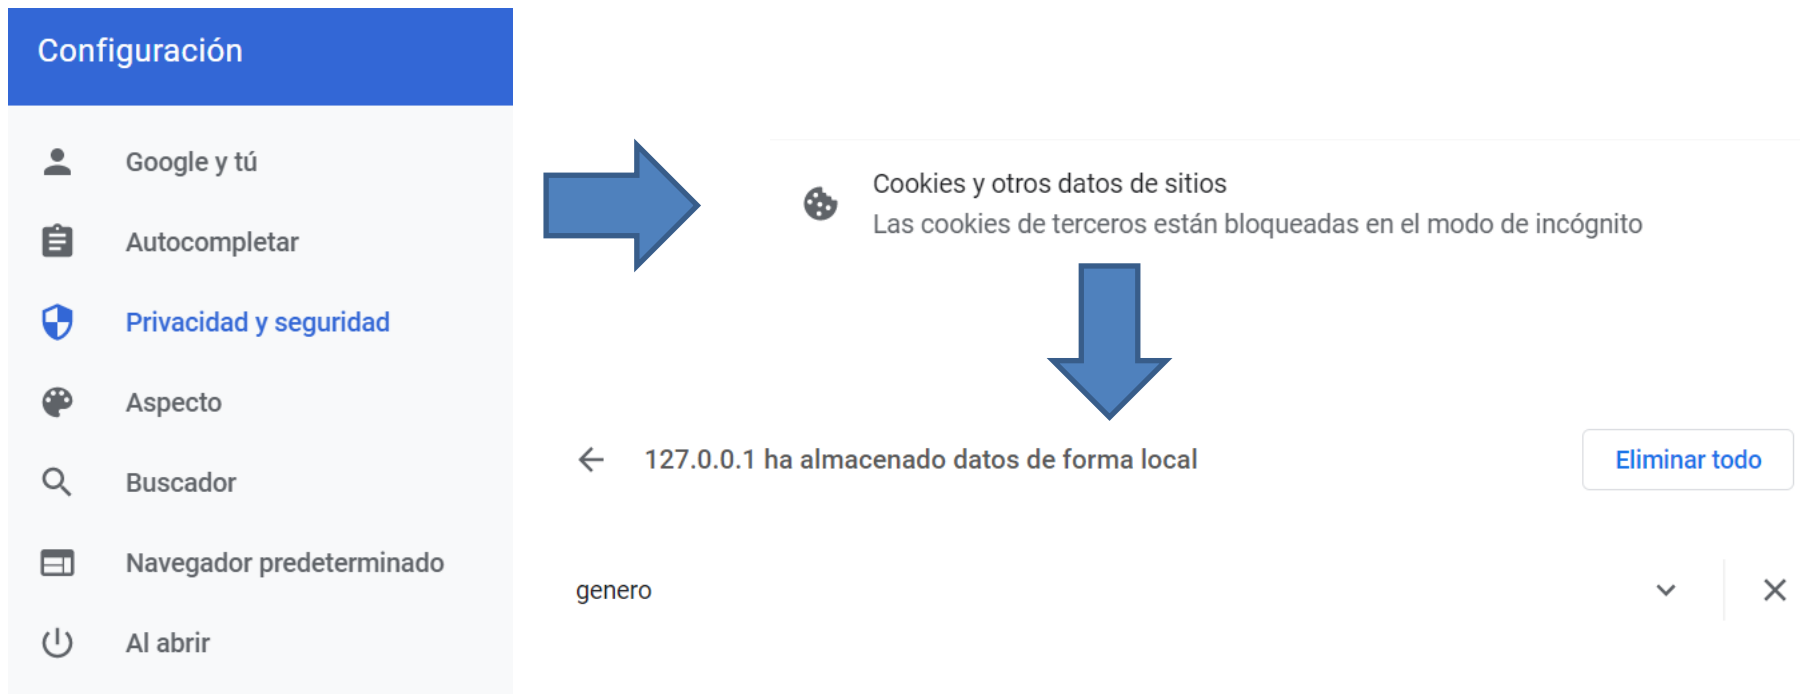 Configuración
Google y tú
Autocompletar
Privacidad y seguridad
Aspecto
Buscador
Navegador predeterminado
Al abrir
Cookies y otros datos de sitios
Las cookies de terceros están bloqueadas en el modo de incógnito
127.0.0.1 ha almacenado datos de forma local
Eliminar todo
genero